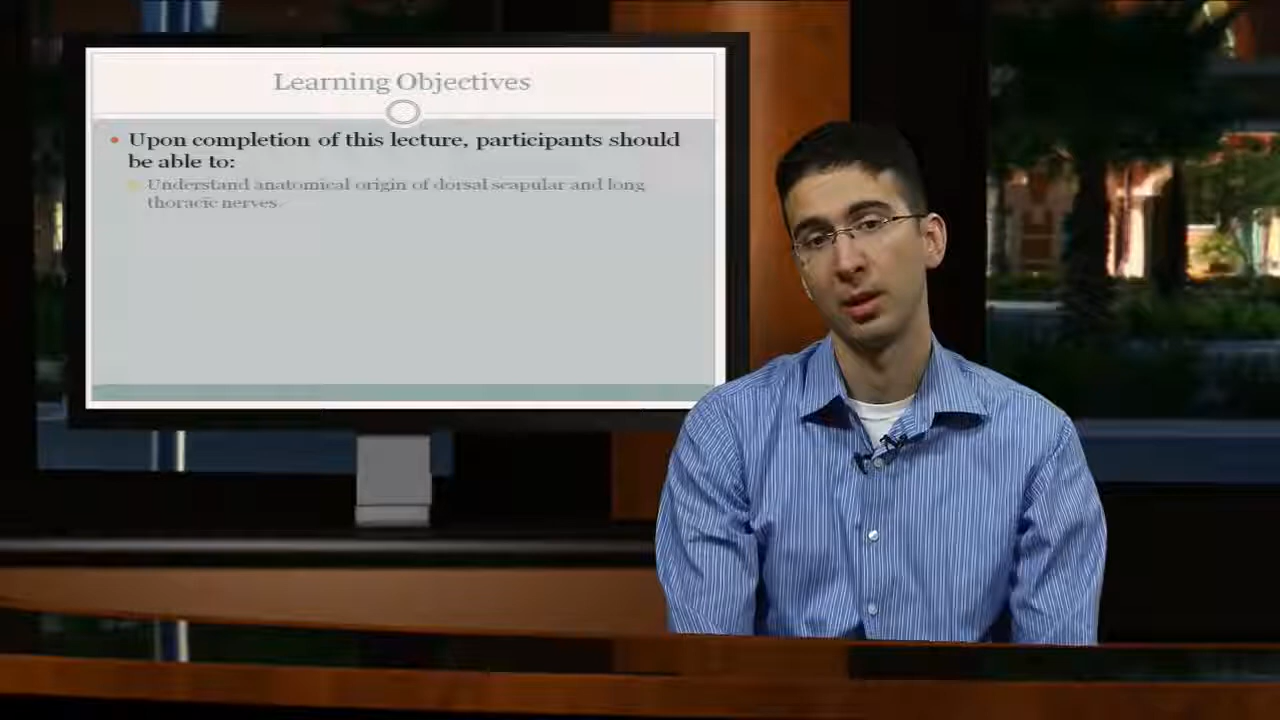 Learning Objectives
Upon completion of this lecture, participants should
be able to:
Understand anatomical origin of dorsal scapular and long
thoracic nerves.